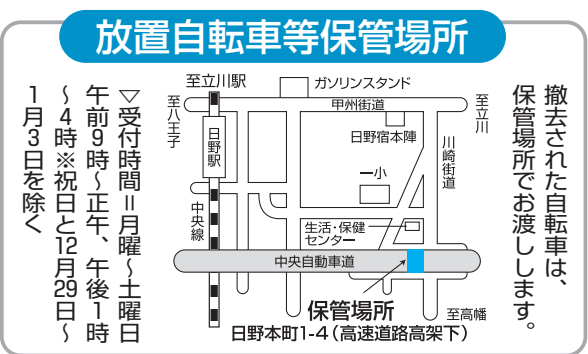 放置自転車等保管場所
撤去された自転車は、
保管場所でお渡しします。
至立川駅
ガソリンスタンド
甲州街道
至八王子
至立川
日野駅
日野宿本陣
川崎街道
一小
中央線
生活・保健
センター
中央自動車道
保管場所
至高幡
日野本町1-4（高速道路高架下）
▽受付時間＝月曜〜土曜日
午前9時〜正午、午後1時
〜4時※祝日と12月29日〜
1月3日を除く